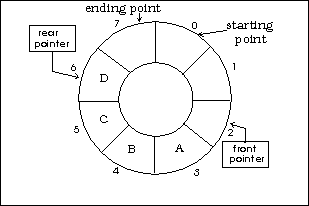 ending point
7
0
starting
point
rear
pointer
6
D
1
5
C
2
B
A
4
3
front
pointer